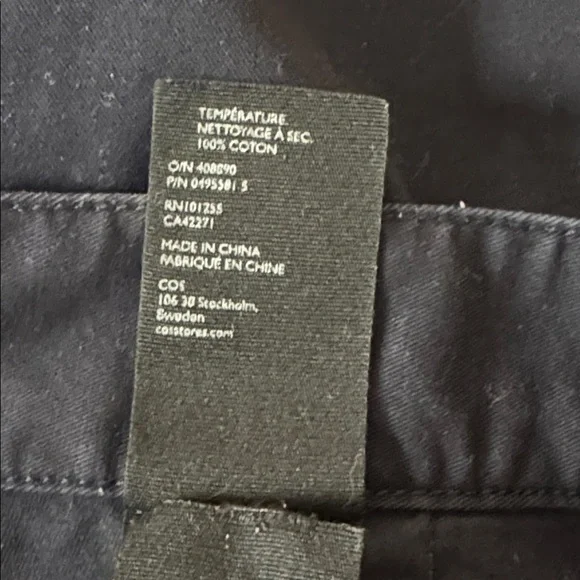 TEMPÉRATURE.
NETTOYAGE À SEC.
100% COTON
O/N 408090
P/N 0495581 5
RN101255
CA42271
MADE IN CHINA
FABRIQUÉ EN CHINE
COS
106 38 Stockholm,
Sweden
cosstores.com